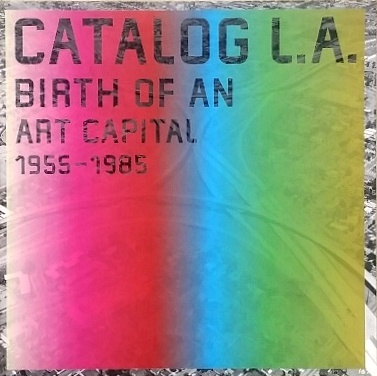 CATALOG L.A.
BIRTH OF AN
ART CAPITAL
1955-1985